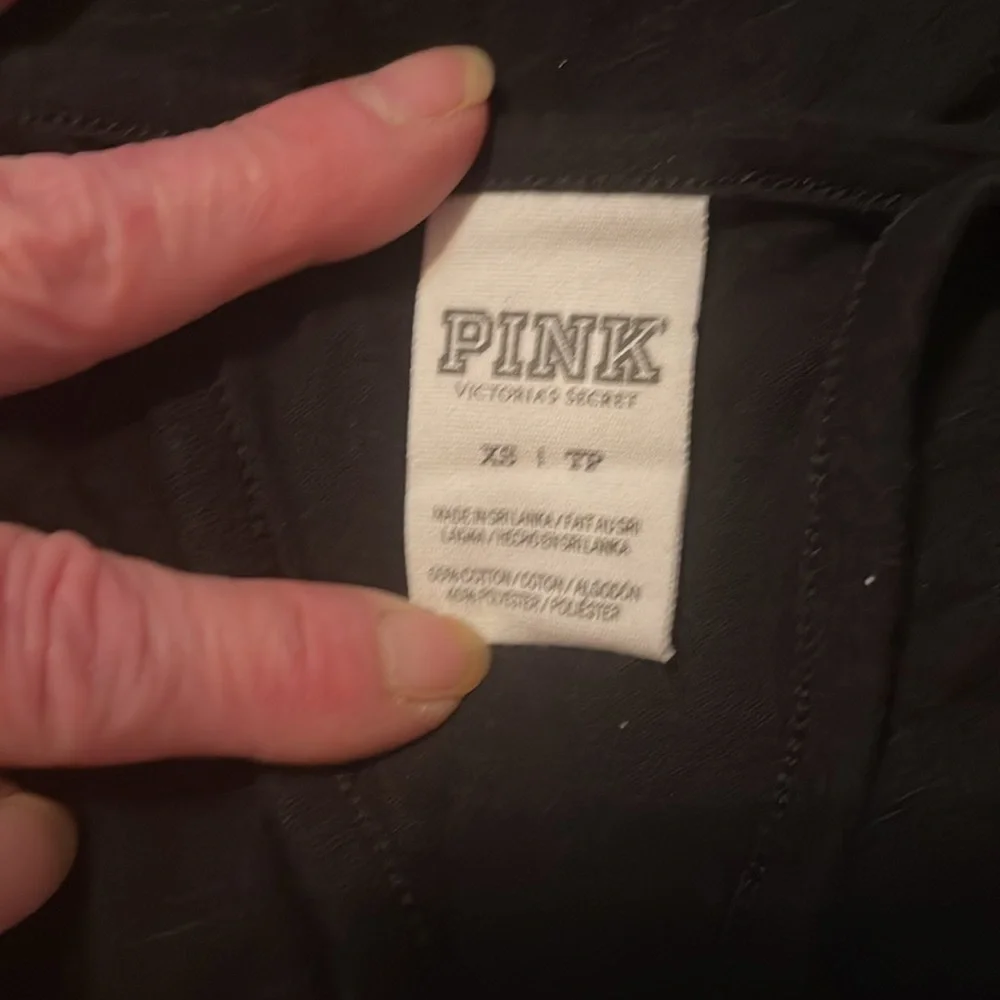 PINK
VICTORIA'S SECRET
XS | TP
MADE IN SRI LANKA / FAIT AU SRI
LANKA / HECHO EN SRI LANKA
COTTON / COTON / ALGODON
POLYESTER / POLIÉSTER